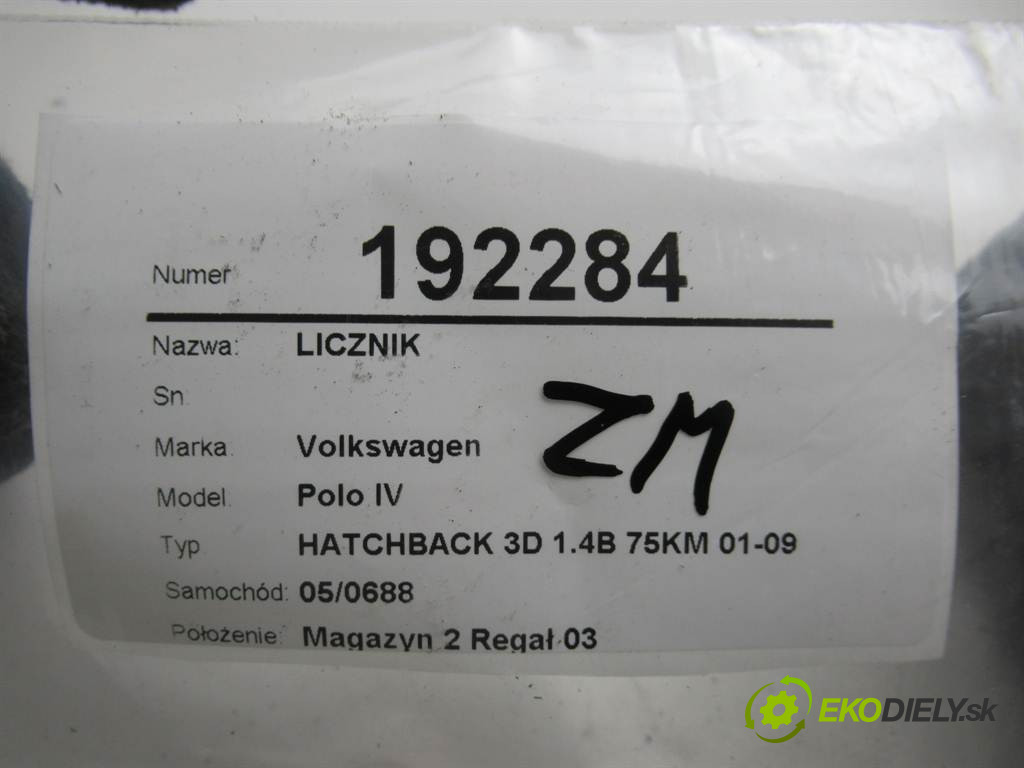 Numer 192284
Nazwa: LICZNIK
Sn
ZM
Marka: Volkswagen
Model Polo IV
Typ HATCHBACK 3D 1.4B 75KM 01-09
Samochód: 05/0688
Położenie: Magazyn 2 Regał 03
EKODIELY.sk